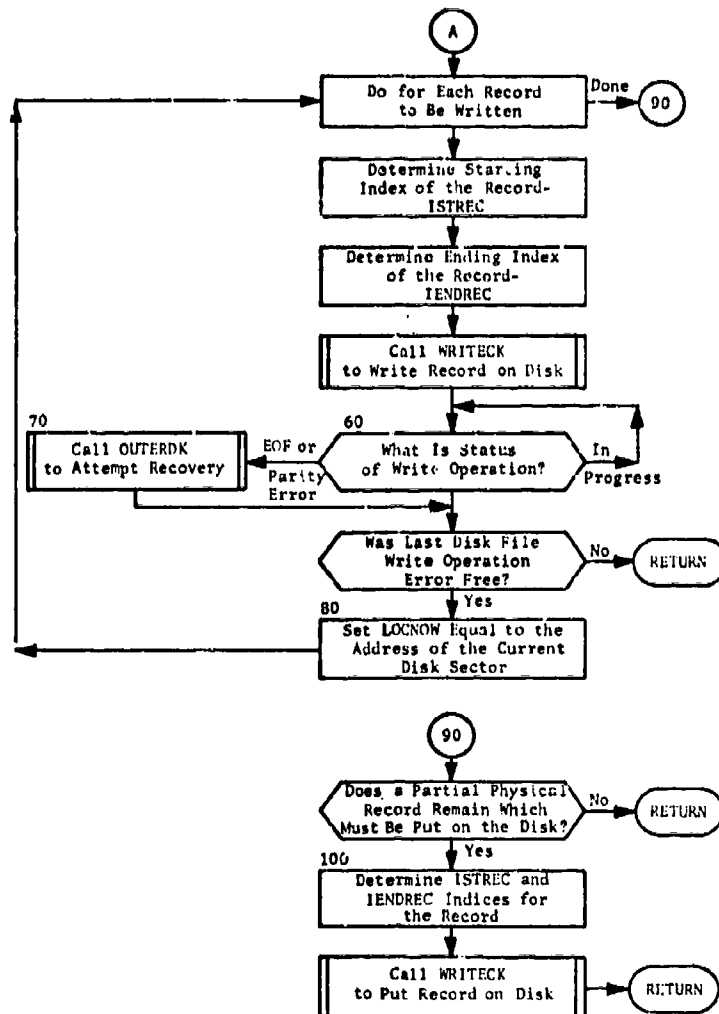 A
Do for Each Record
to Be Written
Done
90
Determine Starting
Index of the Record-
ISTREC
Determine Ending Index
of the Record-
IENDREC
Call WRITECK
to Write Record on Disk
70
Call OUTERDK
to Attempt Recovery
EOF or
Parity
Error
60
What Is Status
of Write Operation?
In
Progress
Was Last Disk File
Write Operation
Error Free?
No
RETURN
Yes
80
Set LOCNOW Equal to the
Address of the Current
Disk Sector
90
Does a Partial Physical
Record Remain Which
Must Be Put on the Disk?
No
RETURN
Yes
100
Determine ISTREC and
IENDREC Indices for
the Record
Call WRITECK
to Put Record on Disk
RETURN